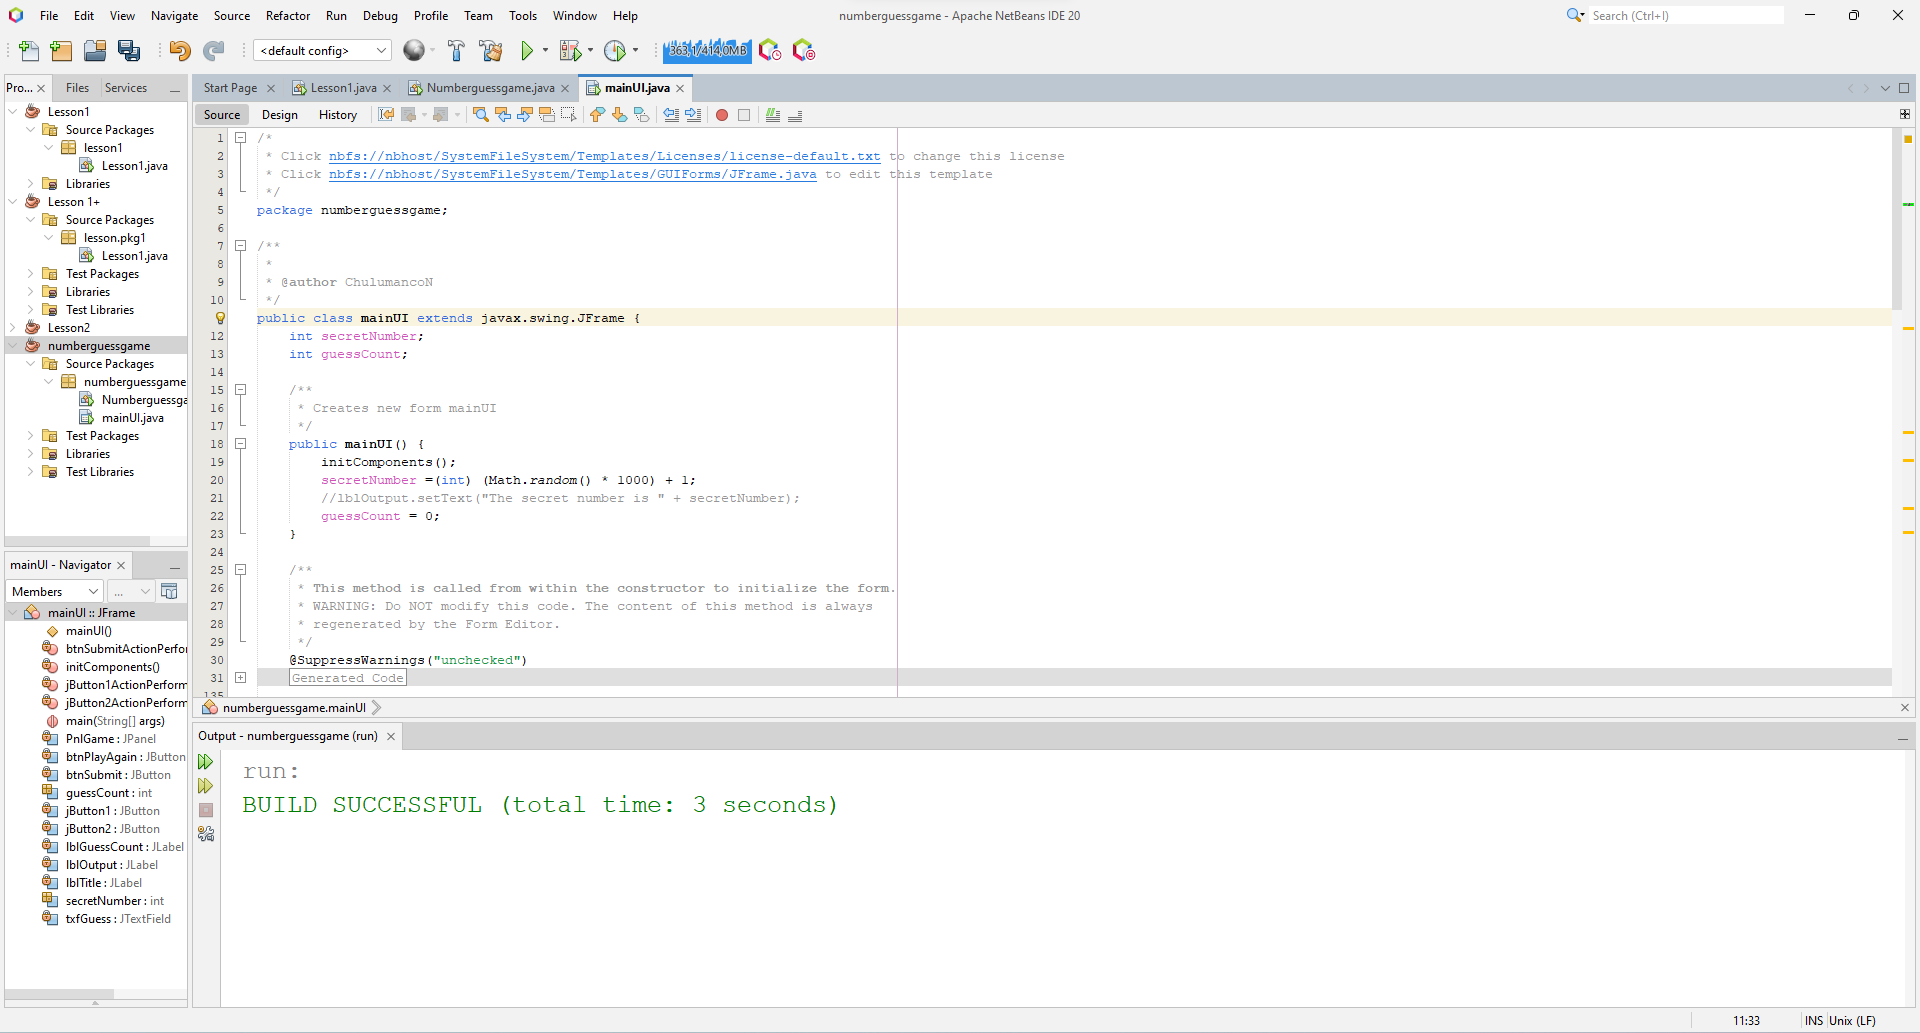 File Edit View Navigate Source Refactor Run Debug Profile Team Tools Window Help
numberguessgame - Apache NetBeans IDE 20
Search (Ctrl+I)
<default config>
363,1/414,0MB
Pro... Files Services
Start Page Lesson1.java Numberguessgame.java mainUI.java
Source Design History
Lesson1
Source Packages
lesson1
Lesson1.java
Libraries
Lesson 1+
Source Packages
lesson.pkg1
Lesson1.java
Test Packages
Libraries
Test Libraries
Lesson2
numberguessgame
Source Packages
numberguessgame
Numberguessga
mainUI.java
Test Packages
Libraries
Test Libraries
1 /*
2 * Click nbfs://nbhost/SystemFileSystem/Templates/Licenses/license-default.txt to change this license
3 * Click nbfs://nbhost/SystemFileSystem/Templates/GUIForms/JFrame.java to edit this template
4 */
5 package numberguessgame;
6
7 /**
8 *
9 * @author ChulumancoN
10 */
public class mainUI extends javax.swing.JFrame {
12 int secretNumber;
13 int guessCount;
14
15 /**
16 * Creates new form mainUI
17 */
18 public mainUI() {
19 initComponents();
20 secretNumber =(int) (Math.random() * 1000) + 1;
21 //lblOutput.setText("The secret number is " + secretNumber);
22 guessCount = 0;
23 }
24
25 /**
26 * This method is called from within the constructor to initialize the form.
27 * WARNING: Do NOT modify this code. The content of this method is always
28 * regenerated by the Form Editor.
29 */
30 @SuppressWarnings("unchecked")
31 Generated Code
135
numberguessgame.mainUI
mainUI - Navigator
Members ...
mainUI :: JFrame
mainUI()
btnSubmitActionPerfor
initComponents()
jButton1ActionPerform
jButton2ActionPerform
main(String[] args)
PnlGame : JPanel
btnPlayAgain : JButton
btnSubmit : JButton
guessCount : int
jButton1 : JButton
jButton2 : JButton
lblGuessCount : JLabel
lblOutput : JLabel
lblTitle : JLabel
secretNumber : int
txfGuess : JTextField
Output - numberguessgame (run)
run:
BUILD SUCCESSFUL (total time: 3 seconds)
11:33 INS Unix (LF)